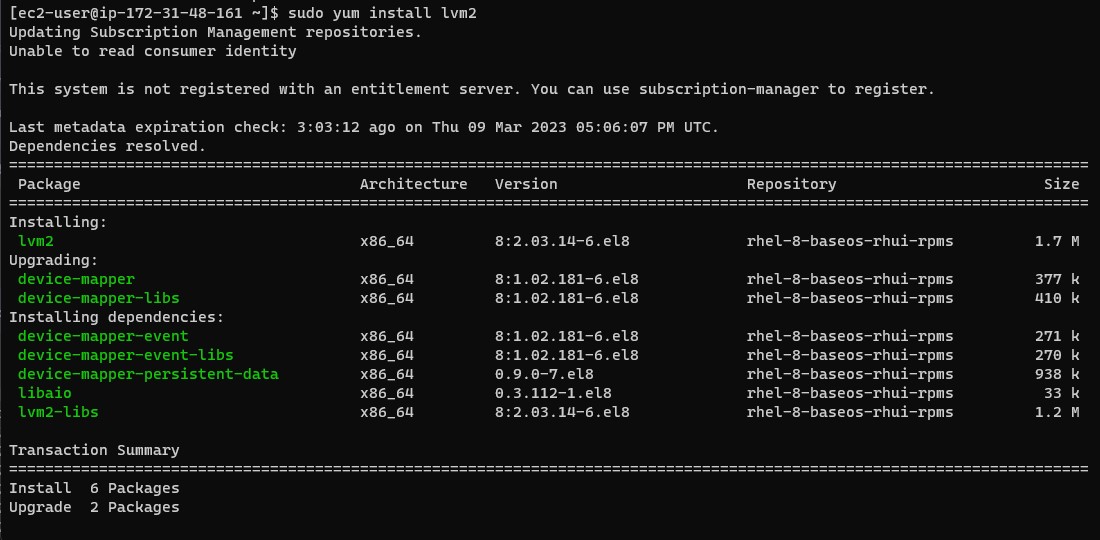 [ec2-user@ip-172-31-48-161 ~]$ sudo yum install lvm2
Updating Subscription Management repositories.
Unable to read consumer identity

This system is not registered with an entitlement server. You can use subscription-manager to register.

Last metadata expiration check: 3:03:12 ago on Thu 09 Mar 2023 05:06:07 PM UTC.
Dependencies resolved.
========================================================================================================================
 Package                               Architecture   Version                     Repository                       Size
========================================================================================================================
Installing:
 lvm2                                  x86_64         8:2.03.14-6.el8             rhel-8-baseos-rhui-rpms         1.7 M
Upgrading:
 device-mapper                         x86_64         8:1.02.181-6.el8            rhel-8-baseos-rhui-rpms         377 k
 device-mapper-libs                    x86_64         8:1.02.181-6.el8            rhel-8-baseos-rhui-rpms         410 k
Installing dependencies:
 device-mapper-event                   x86_64         8:1.02.181-6.el8            rhel-8-baseos-rhui-rpms         271 k
 device-mapper-event-libs              x86_64         8:1.02.181-6.el8            rhel-8-baseos-rhui-rpms         270 k
 device-mapper-persistent-data         x86_64         0.9.0-7.el8                 rhel-8-baseos-rhui-rpms         938 k
 libaio                                x86_64         0.3.112-1.el8               rhel-8-baseos-rhui-rpms          33 k
 lvm2-libs                             x86_64         8:2.03.14-6.el8             rhel-8-baseos-rhui-rpms         1.2 M

Transaction Summary
========================================================================================================================
Install  6 Packages
Upgrade  2 Packages